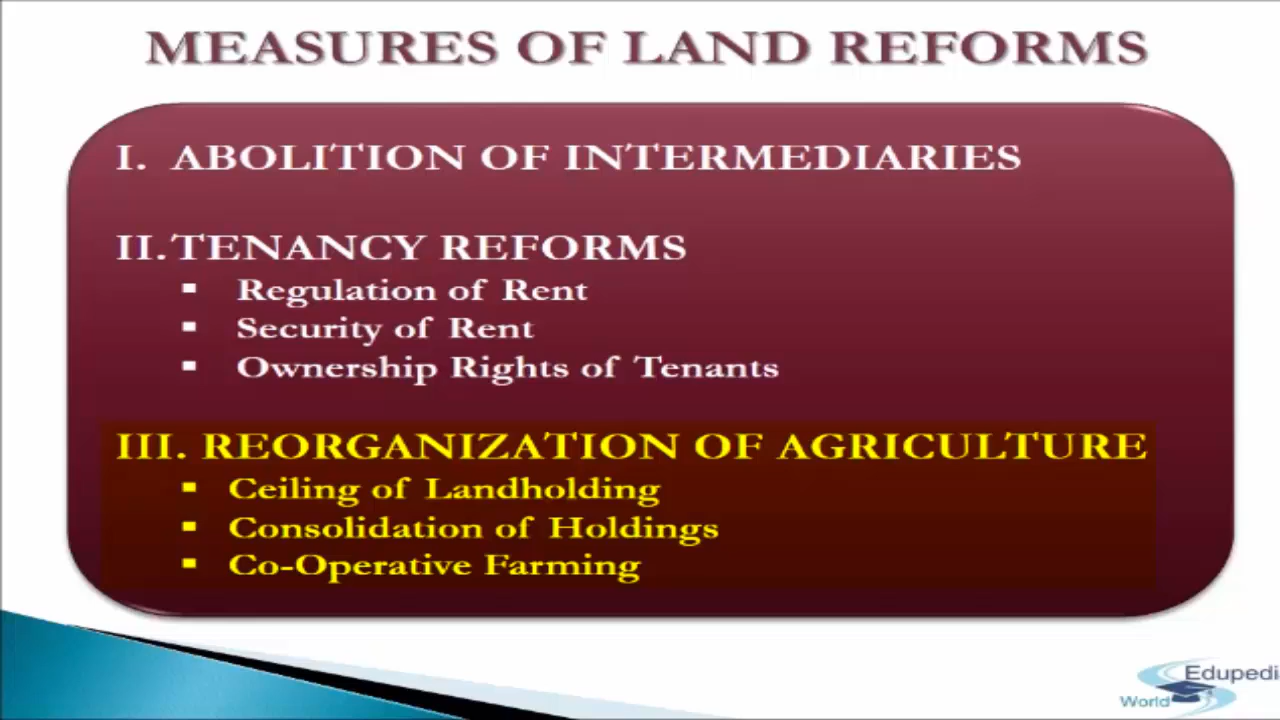 MEASURES OF LAND REFORMS
I. ABOLITION OF INTERMEDIARIES
II. TENANCY REFORMS
▪ Regulation of Rent
▪ Security of Rent
▪ Ownership Rights of Tenants
III. REORGANIZATION OF AGRICULTURE
▪ Ceiling of Landholding
▪ Consolidation of Holdings
▪ Co-Operative Farming
Edupedi
World